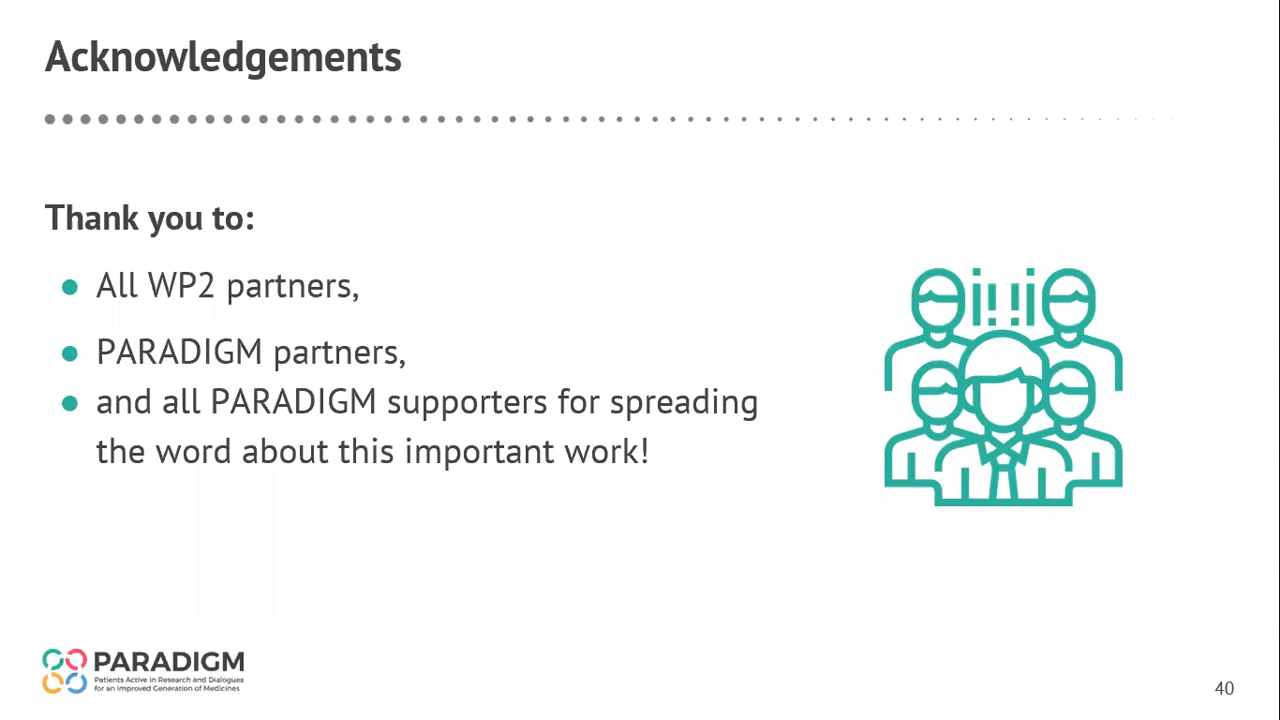 Acknowledgements
Thank you to:
All WP2 partners,
PARADIGM partners,
and all PARADIGM supporters for spreading
the word about this important work!
PARADIGM
Patients Active in Research and Dialogues
for an Improved Generation of Medicines
40